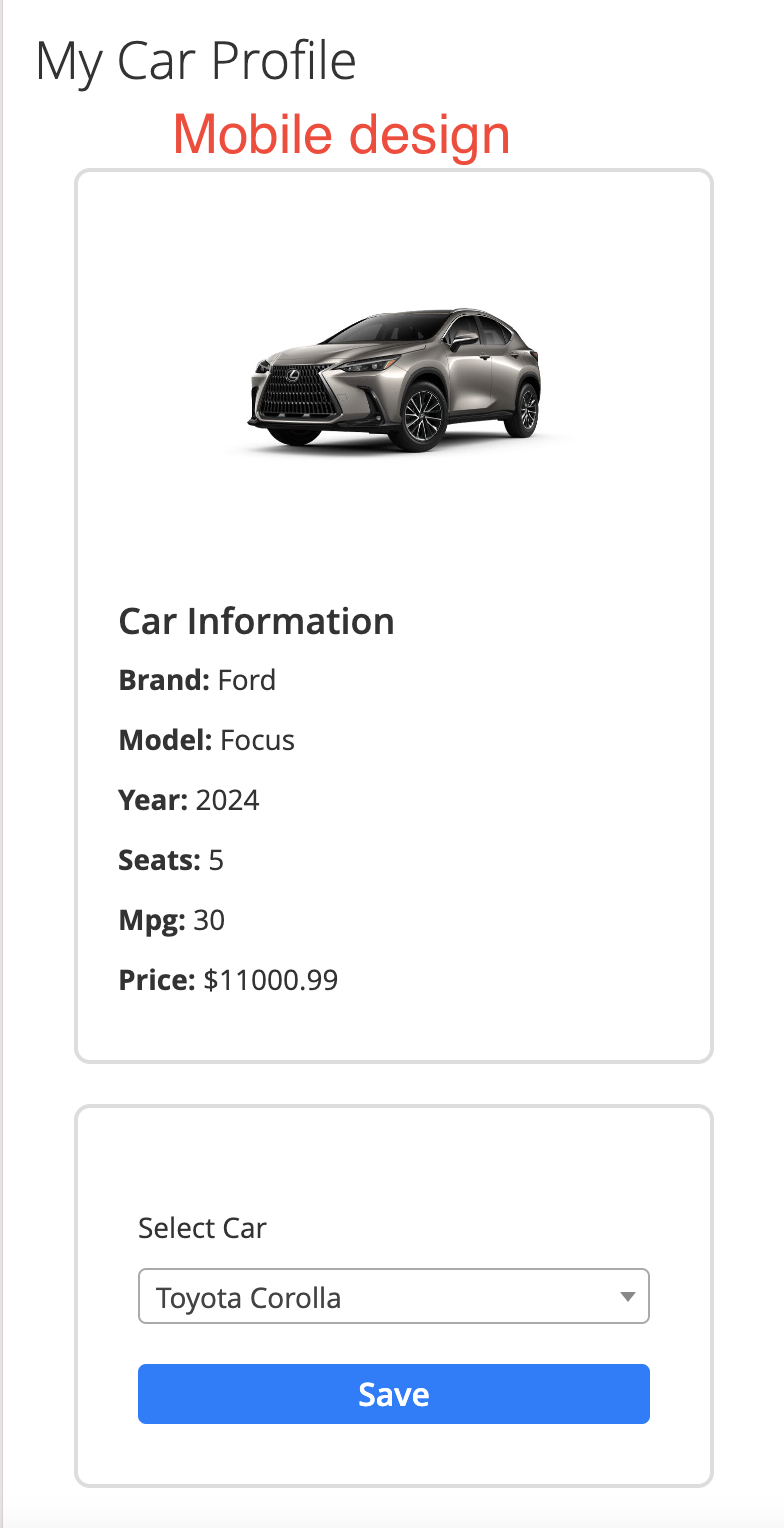 My Car Profile
Mobile design
Car Information
Brand: Ford
Model: Focus
Year: 2024
Seats: 5
Mpg: 30
Price: $11000.99
Select Car
Toyota Corolla
Save